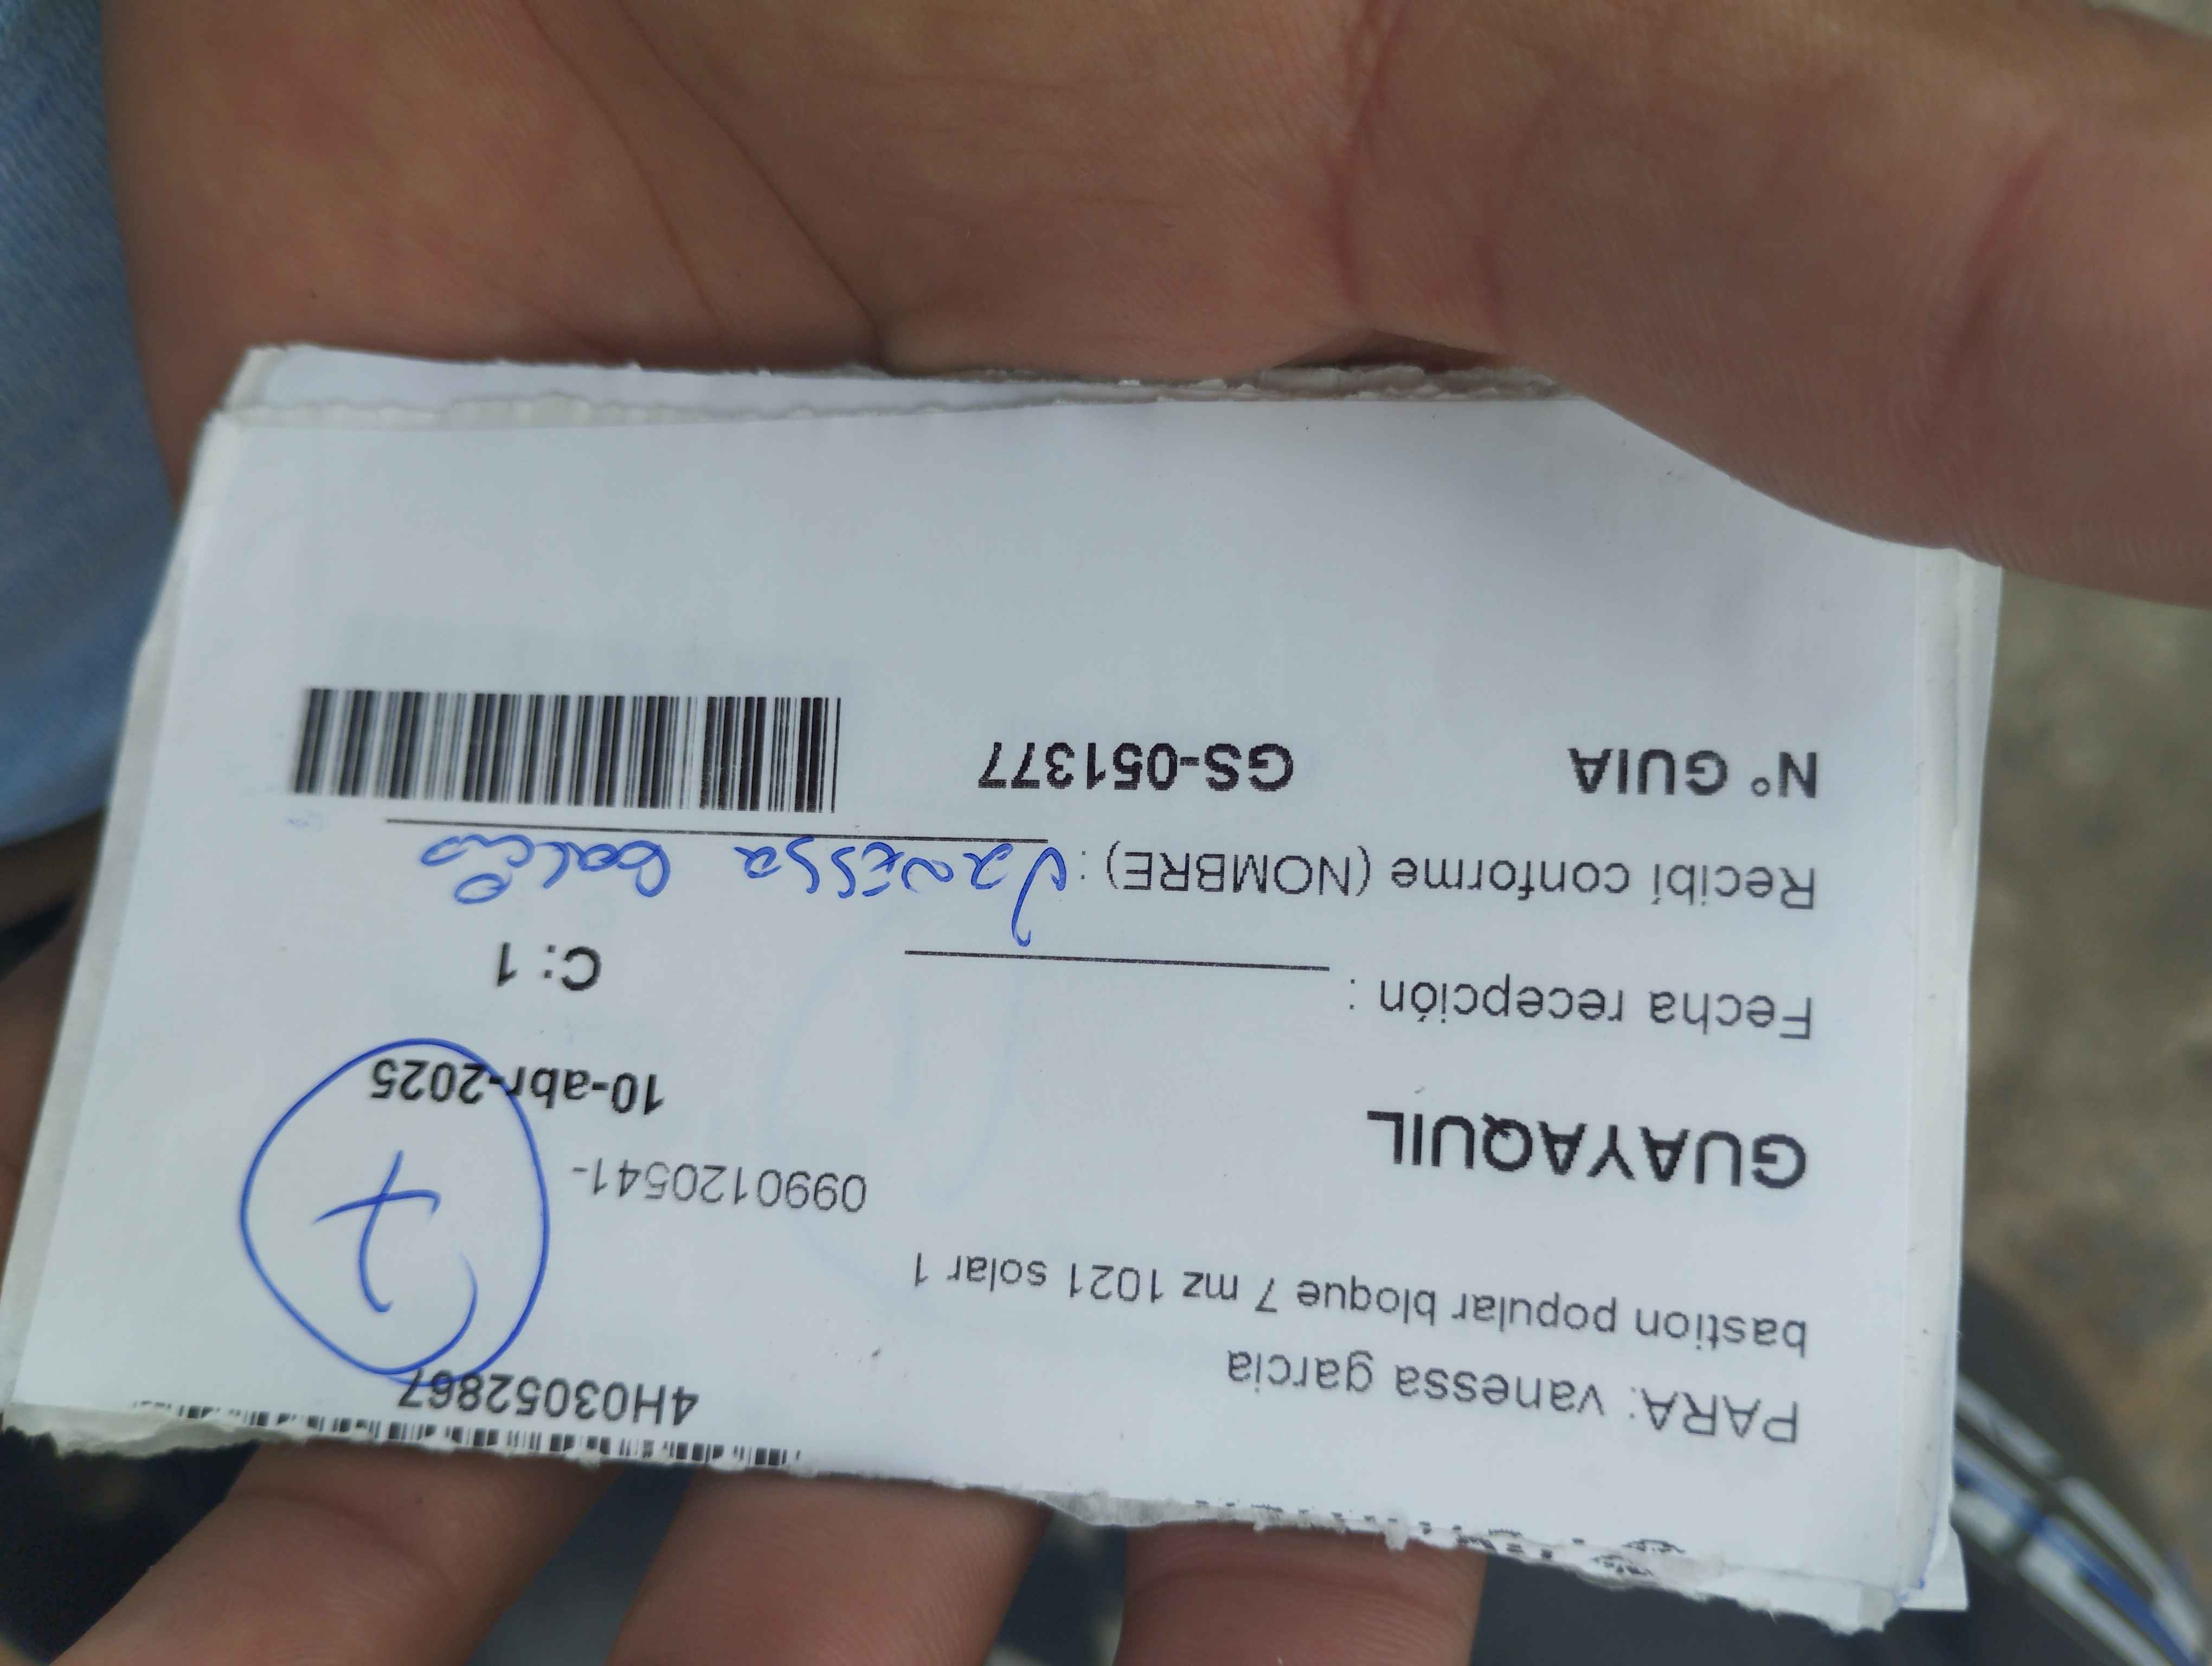 4H03052867
PARA: vanessa garcia
bastion popular bloque 7 mz 1021 solar 1
0990120541-
GUAYAQUIL
10-abr-2025
Fecha recepción :
C: 1
Recibí conforme (NOMBRE) : Vanessa
N° GUIA GS-051377